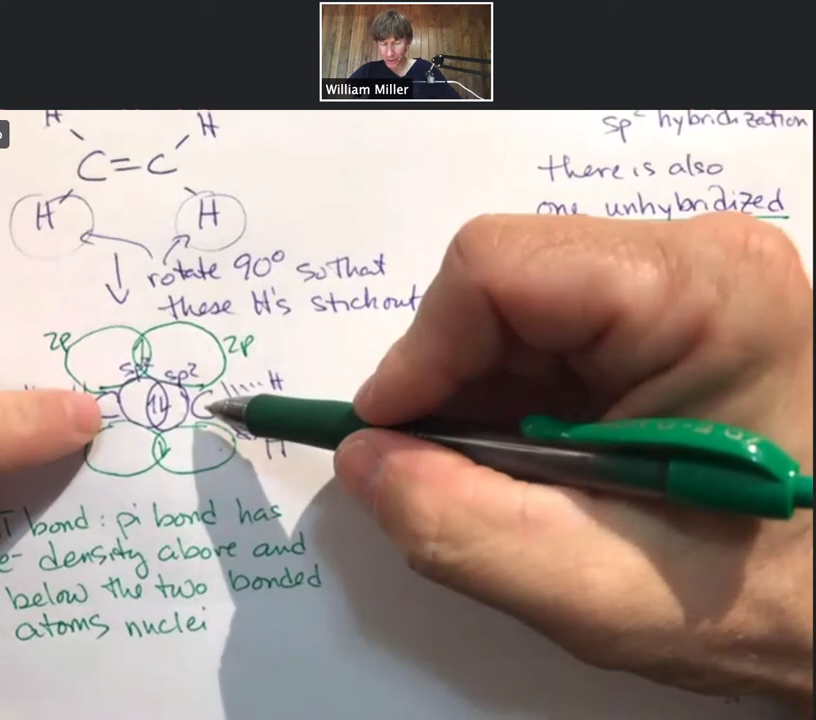 William Miller
H H sp² hybridization
C=C there is also
H H one unhybridized
rotate 90° so that
these H's stick out
2p 2p
sp² sp²
C C H
H
π bond: pi bond has
e- density above and
below the two bonded
atoms nuclei